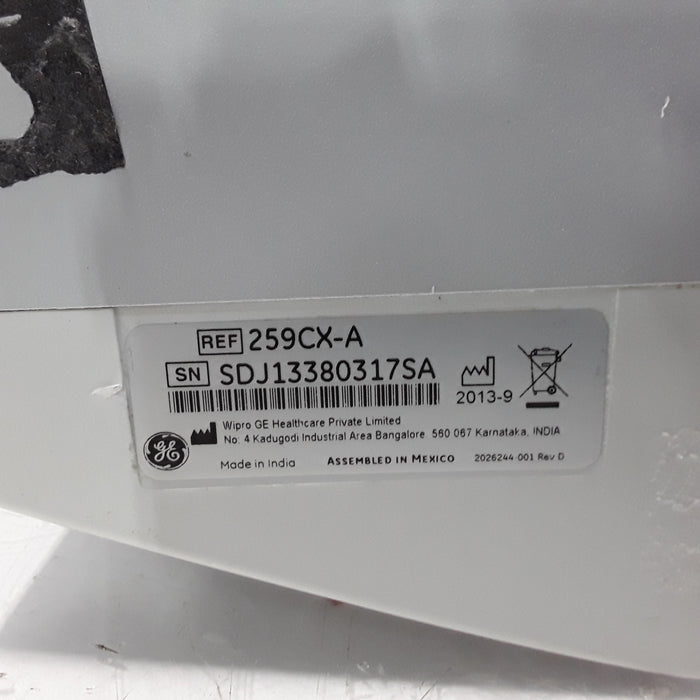 REF 259CX-A
SN SDJ13380317SA
2013-9
Wipro GE Healthcare Private Limited
No: 4 Kadugodi Industrial Area Bangalore. 560 067 Karnataka, INDIA
GE
Made in India ASSEMBLED IN MEXICO 2026244-001 Rev D